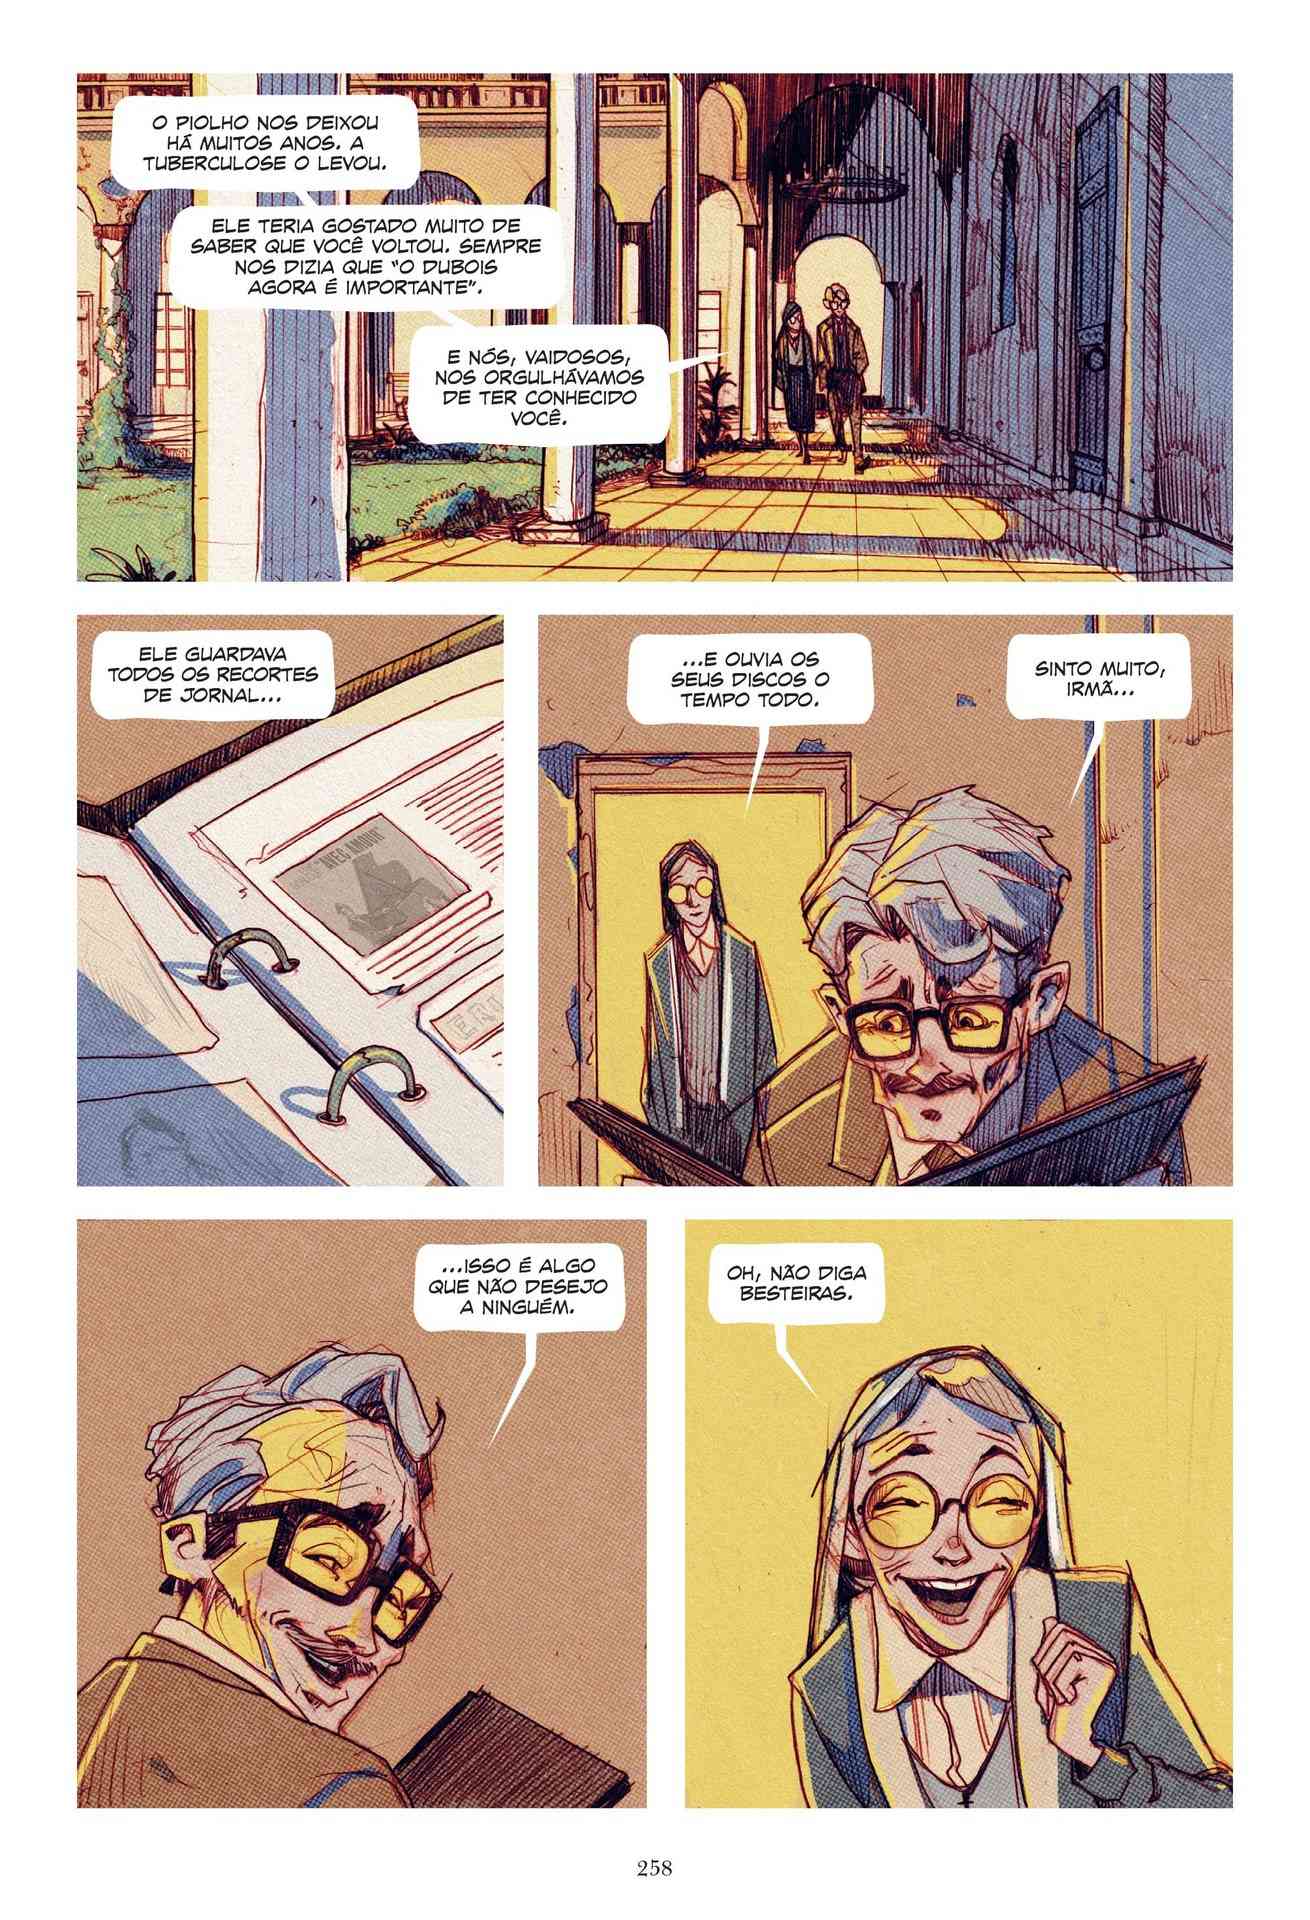 O PIOLHO NOS DEIXOU
HÁ MUITOS ANOS. A
TUBERCULOSE O LEVOU.
ELE TERIA GOSTADO MUITO DE
SABER QUE VOCÊ VOLTOU. SEMPRE
NOS DIZIA QUE "O DUBOIS
AGORA É IMPORTANTE".
E NÓS, VAIDOSOS,
NOS ORGULHÁVAMOS
DE TER CONHECIDO
VOCÊ.
ELE GUARDAVA
TODOS OS RECORTES
DE JORNAL...
...E OUVIA OS
SEUS DISCOS O
TEMPO TODO.
SINTO MUITO,
IRMÃ...
...ISSO É ALGO
QUE NÃO DESEJO
A NINGUÉM.
OH, NÃO DIGA
BESTEIRAS.
258